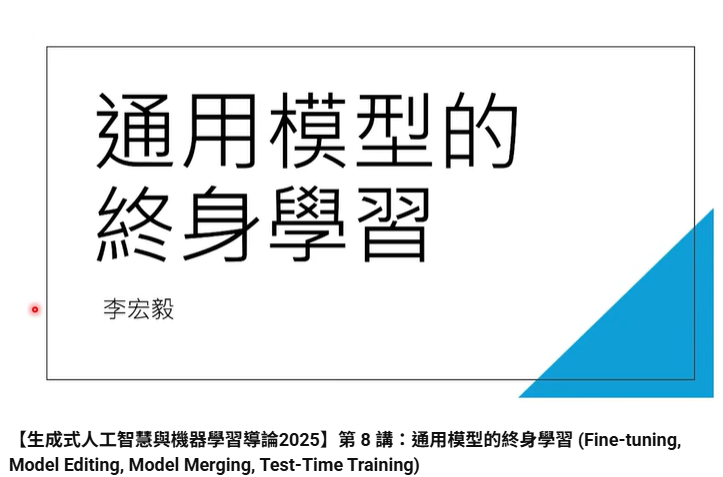 通用模型的
終身學習
李宏毅
【生成式人工智慧與機器學習導論2025】第 8 講：通用模型的終身學習 (Fine-tuning,
Model Editing, Model Merging, Test-Time Training)